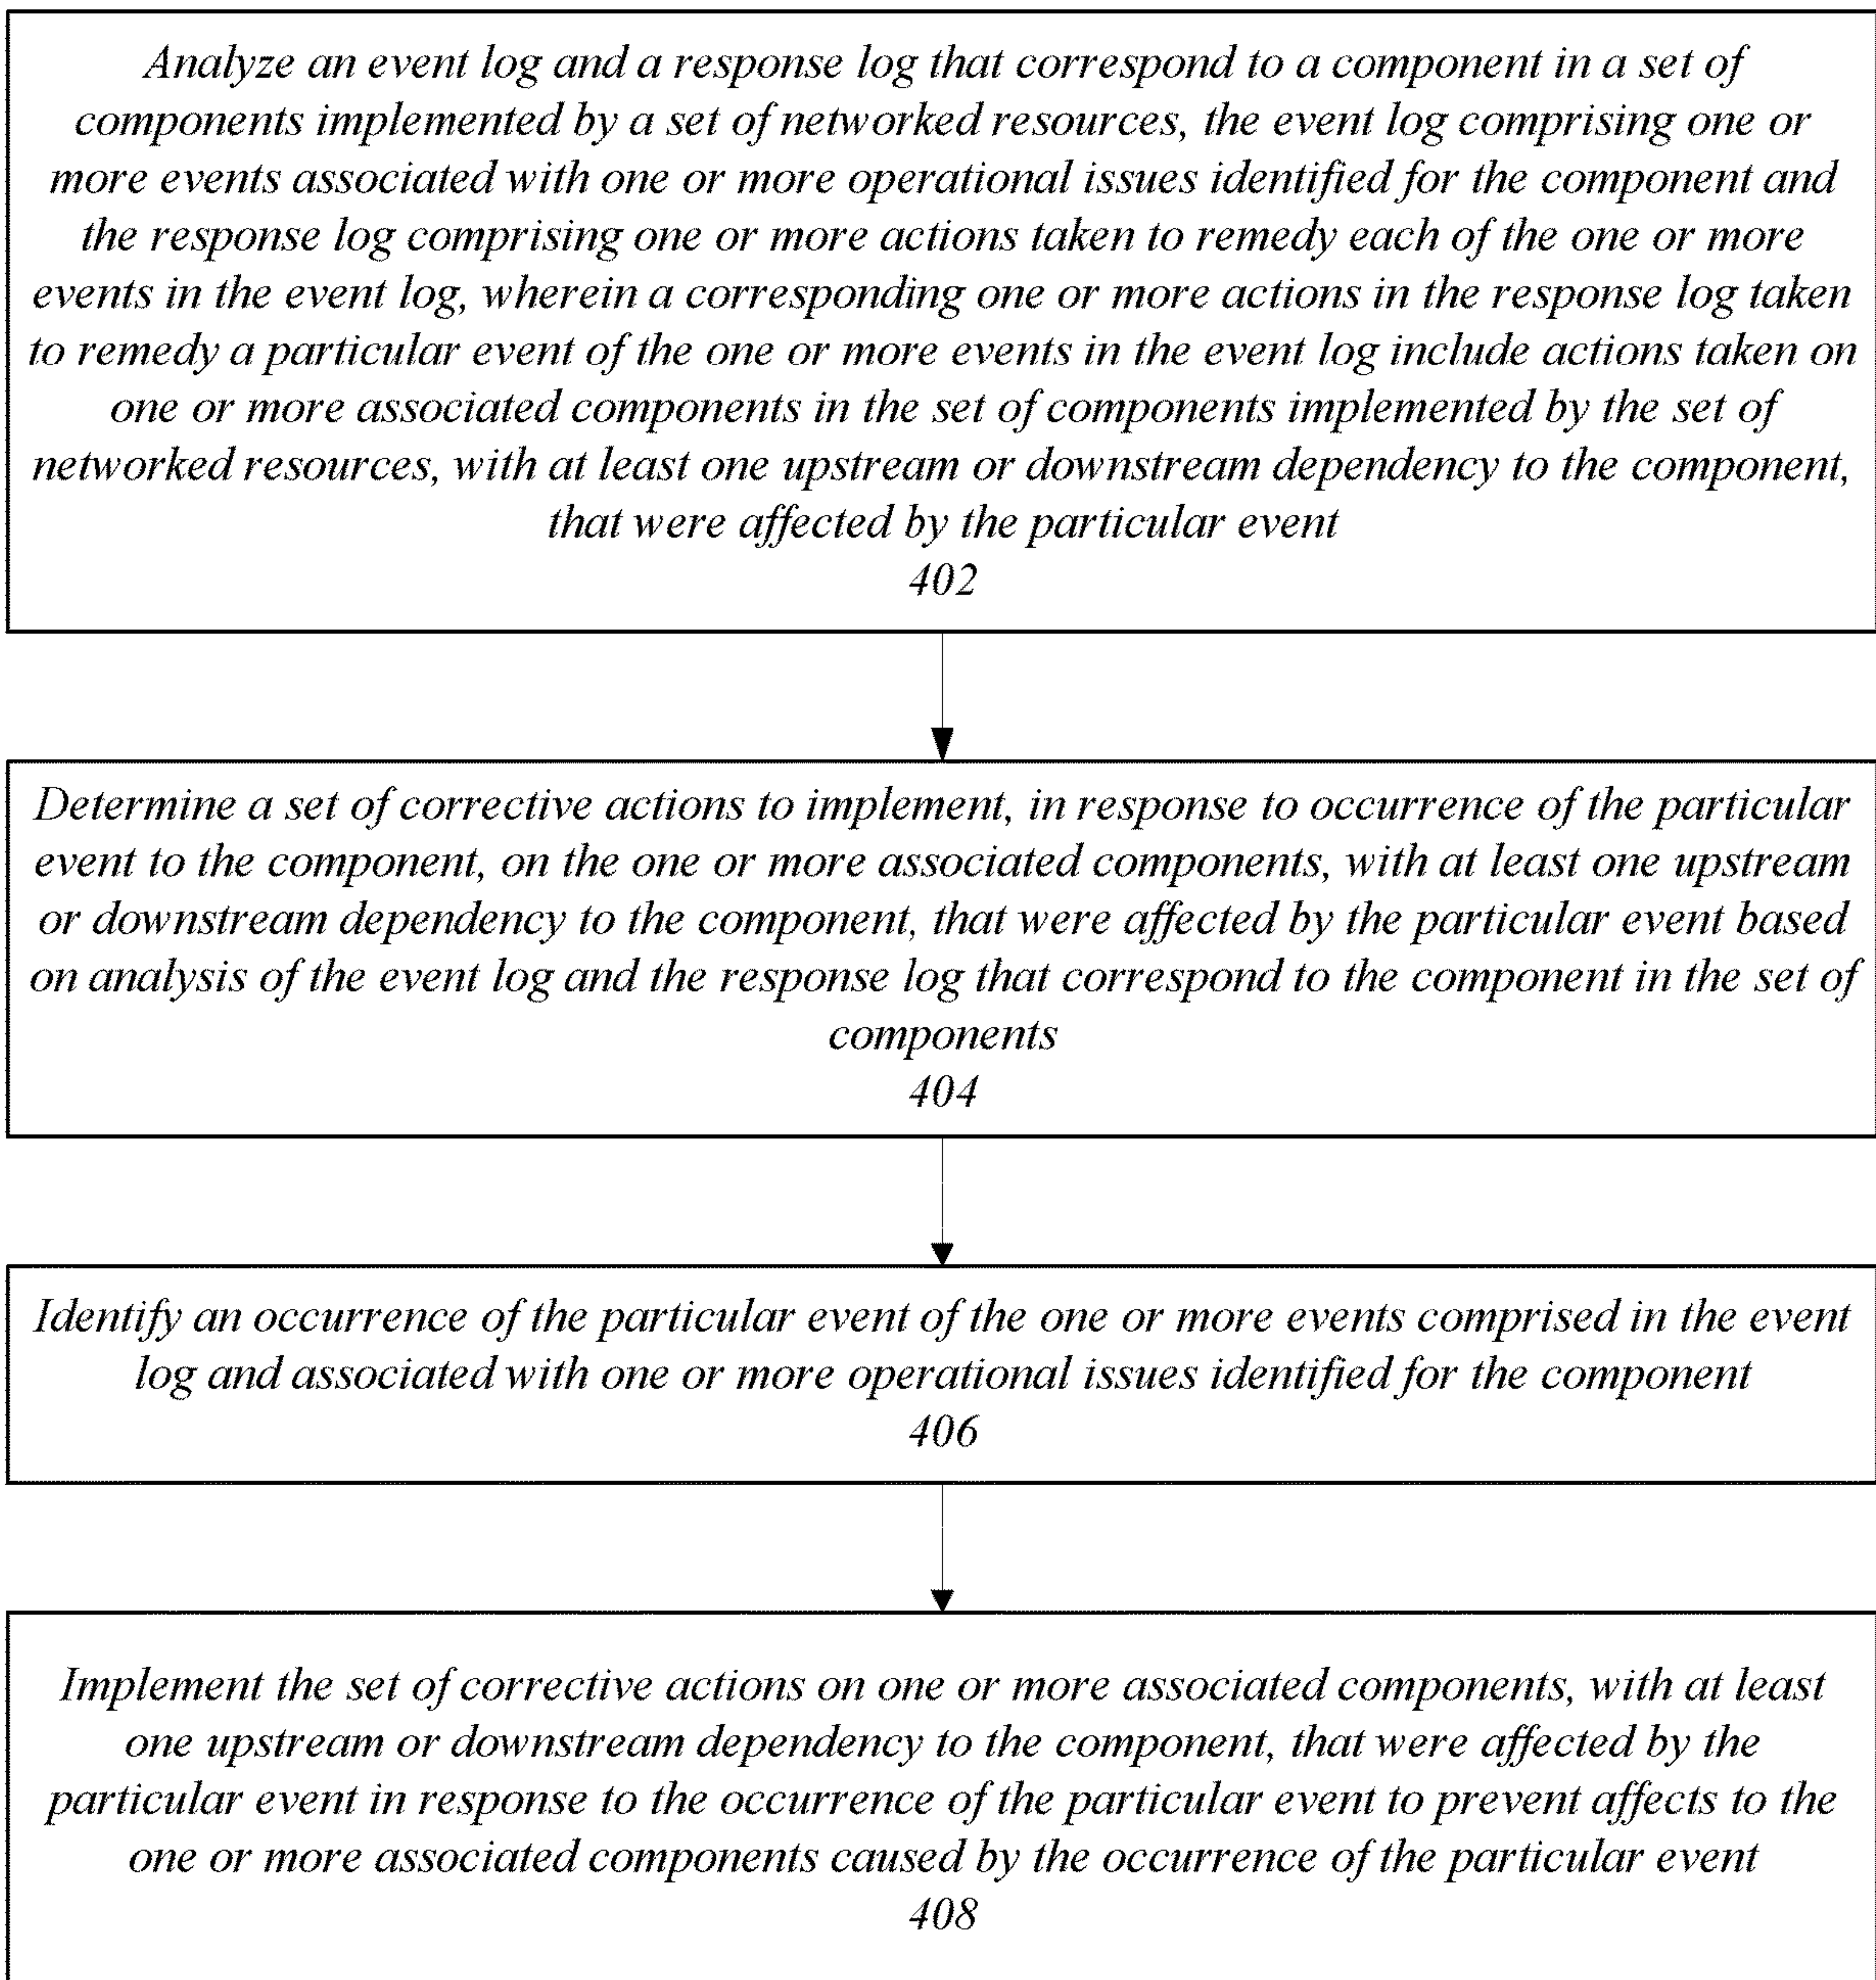 Analyze an event log and a response log that correspond to a component in a set of
components implemented by a set of networked resources, the event log comprising one or
more events associated with one or more operational issues identified for the component and
the response log comprising one or more actions taken to remedy each of the one or more
events in the event log, wherein a corresponding one or more actions in the response log taken
to remedy a particular event of the one or more events in the event log include actions taken on
one or more associated components in the set of components implemented by the set of
networked resources, with at least one upstream or downstream dependency to the component,
that were affected by the particular event
402
Determine a set of corrective actions to implement, in response to occurrence of the particular
event to the component, on the one or more associated components, with at least one upstream
or downstream dependency to the component, that were affected by the particular event based
on analysis of the event log and the response log that correspond to the component in the set of
components
404
Identify an occurrence of the particular event of the one or more events comprised in the event
log and associated with one or more operational issues identified for the component
406
Implement the set of corrective actions on one or more associated components, with at least
one upstream or downstream dependency to the component, that were affected by the
particular event in response to the occurrence of the particular event to prevent affects to the
one or more associated components caused by the occurrence of the particular event
408